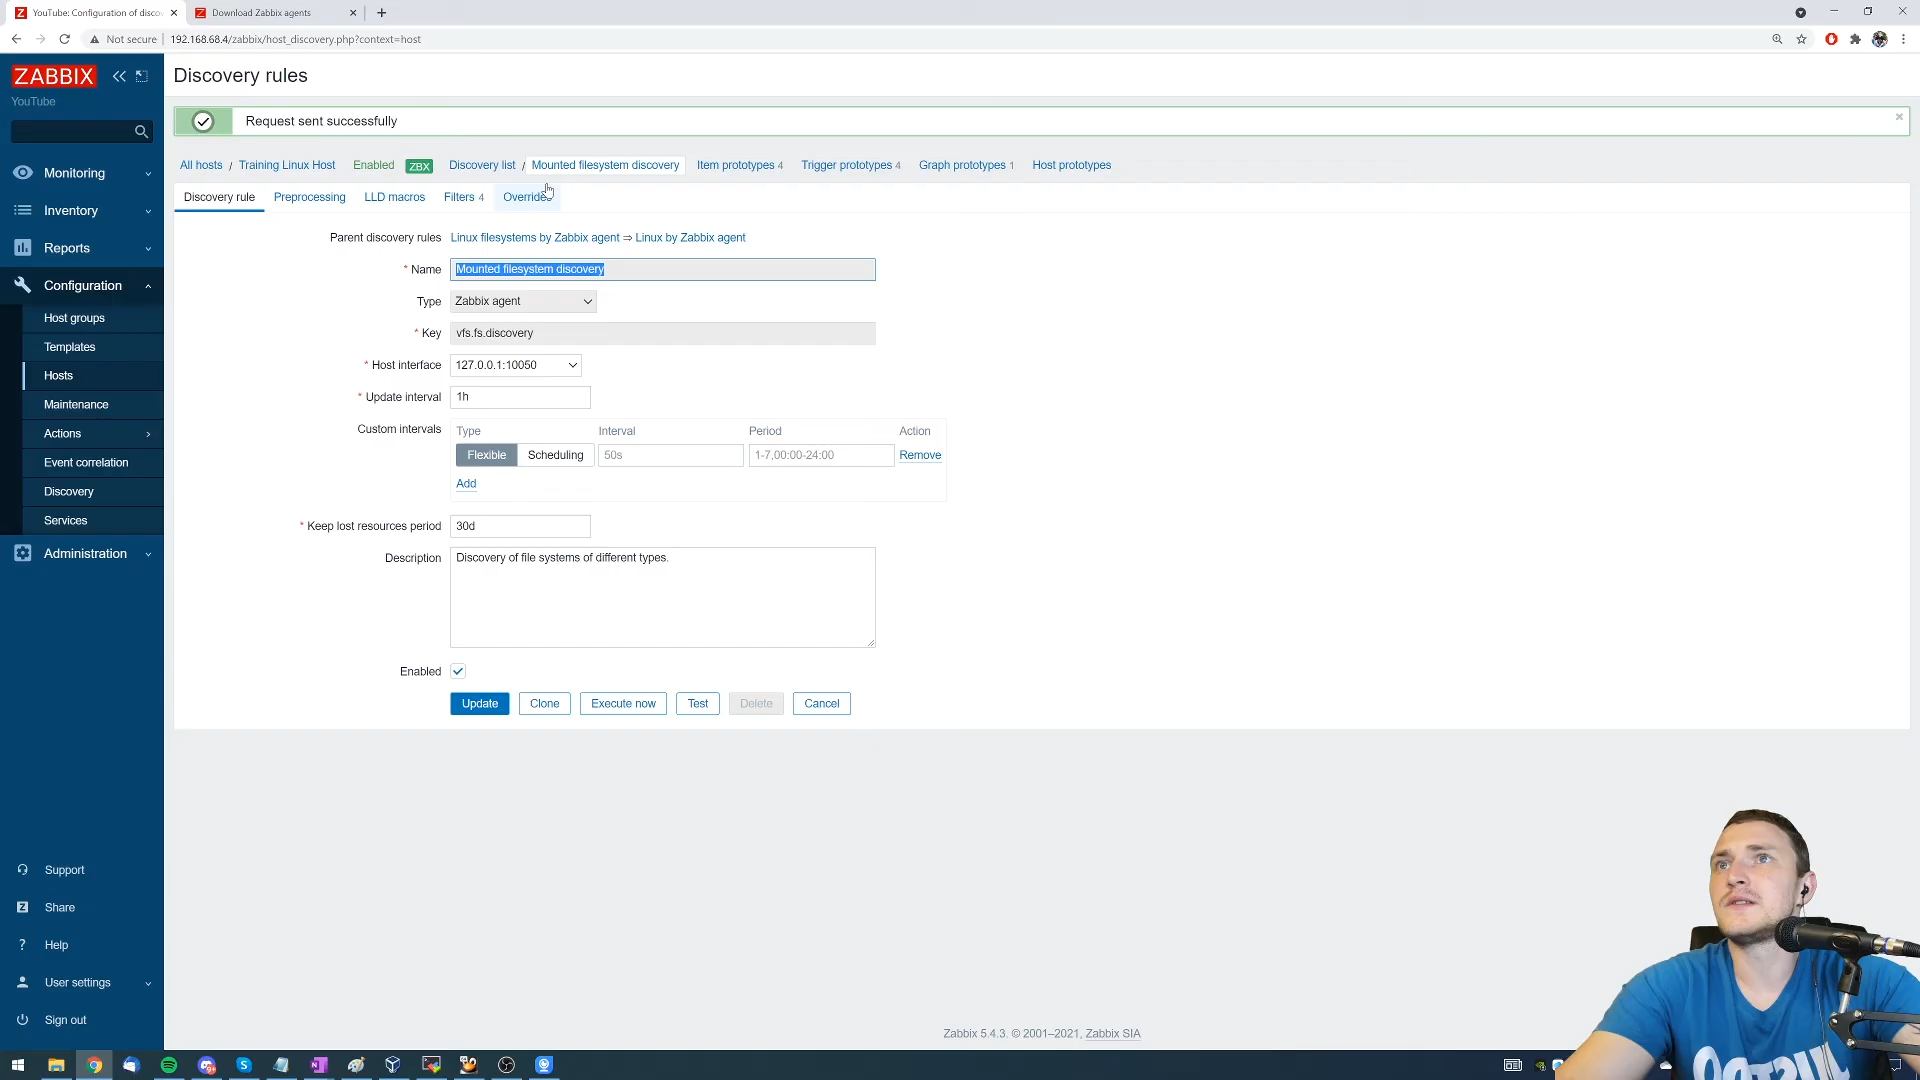 YouTube: Configuration of discov
Download Zabbix agents
Not secure
192.168.68.4/zabbix/host_discovery.php?context=host
ZABBIX
YouTube
Monitoring
Inventory
Reports
Configuration
Host groups
Templates
Hosts
Maintenance
Actions
Event correlation
Discovery
Services
Administration
Support
Share
Help
User settings
Sign out
Discovery rules
Request sent successfully
All hosts / Training Linux Host Enabled ZBX Discovery list / Mounted filesystem discovery Item prototypes 4 Trigger prototypes 4 Graph prototypes 1 Host prototypes
Discovery rule Preprocessing LLD macros Filters 4 Overrides
Parent discovery rules Linux filesystems by Zabbix agent ⇒ Linux by Zabbix agent
* Name Mounted filesystem discovery
Type Zabbix agent
* Key vfs.fs.discovery
* Host interface 127.0.0.1:10050
* Update interval 1h
Custom intervals Type Interval Period Action
Flexible Scheduling 50s 1-7,00:00-24:00 Remove
Add
* Keep lost resources period 30d
Description Discovery of file systems of different types.
Enabled
Update Clone Execute now Test Delete Cancel
Zabbix 5.4.3. © 2001–2021, Zabbix SIA